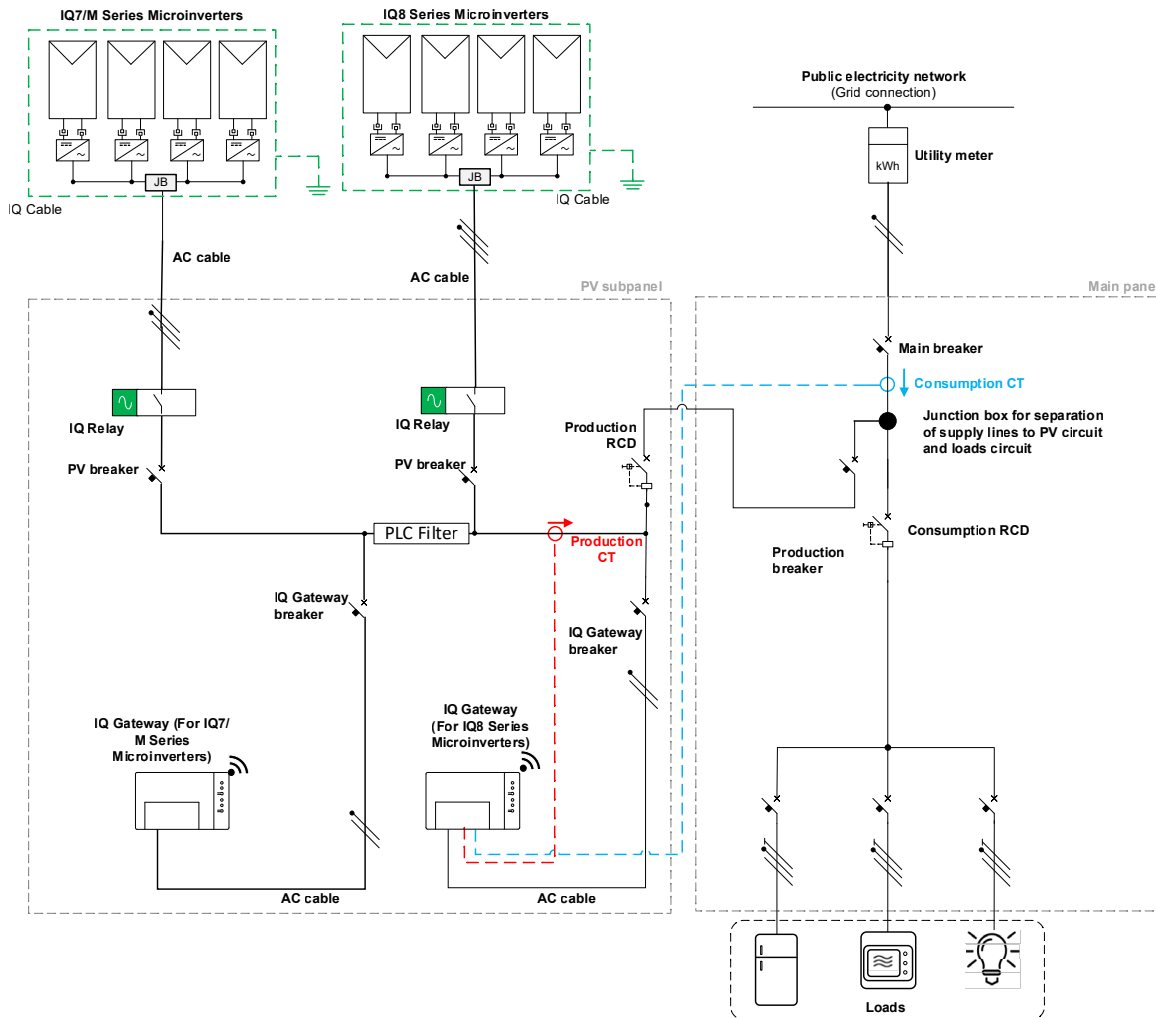 IQ7/M Series Microinverters
IQ8 Series Microinverters
JB
JB
IQ Cable
IQ Cable
Public electricity network
(Grid connection)
kWh
Utility meter
AC cable
AC cable
PV subpanel
Main pane
Main breaker
Consumption CT
Junction box for separation
of supply lines to PV circuit
and loads circuit
IQ Relay
IQ Relay
Production
RCD
PV breaker
PV breaker
PLC Filter
Production
CT
Consumption RCD
Production
breaker
IQ Gateway
breaker
IQ Gateway
breaker
IQ Gateway (For IQ7/
M Series
Microinverters)
IQ Gateway
(For IQ8 Series
Microinverters)
AC cable
AC cable
Loads